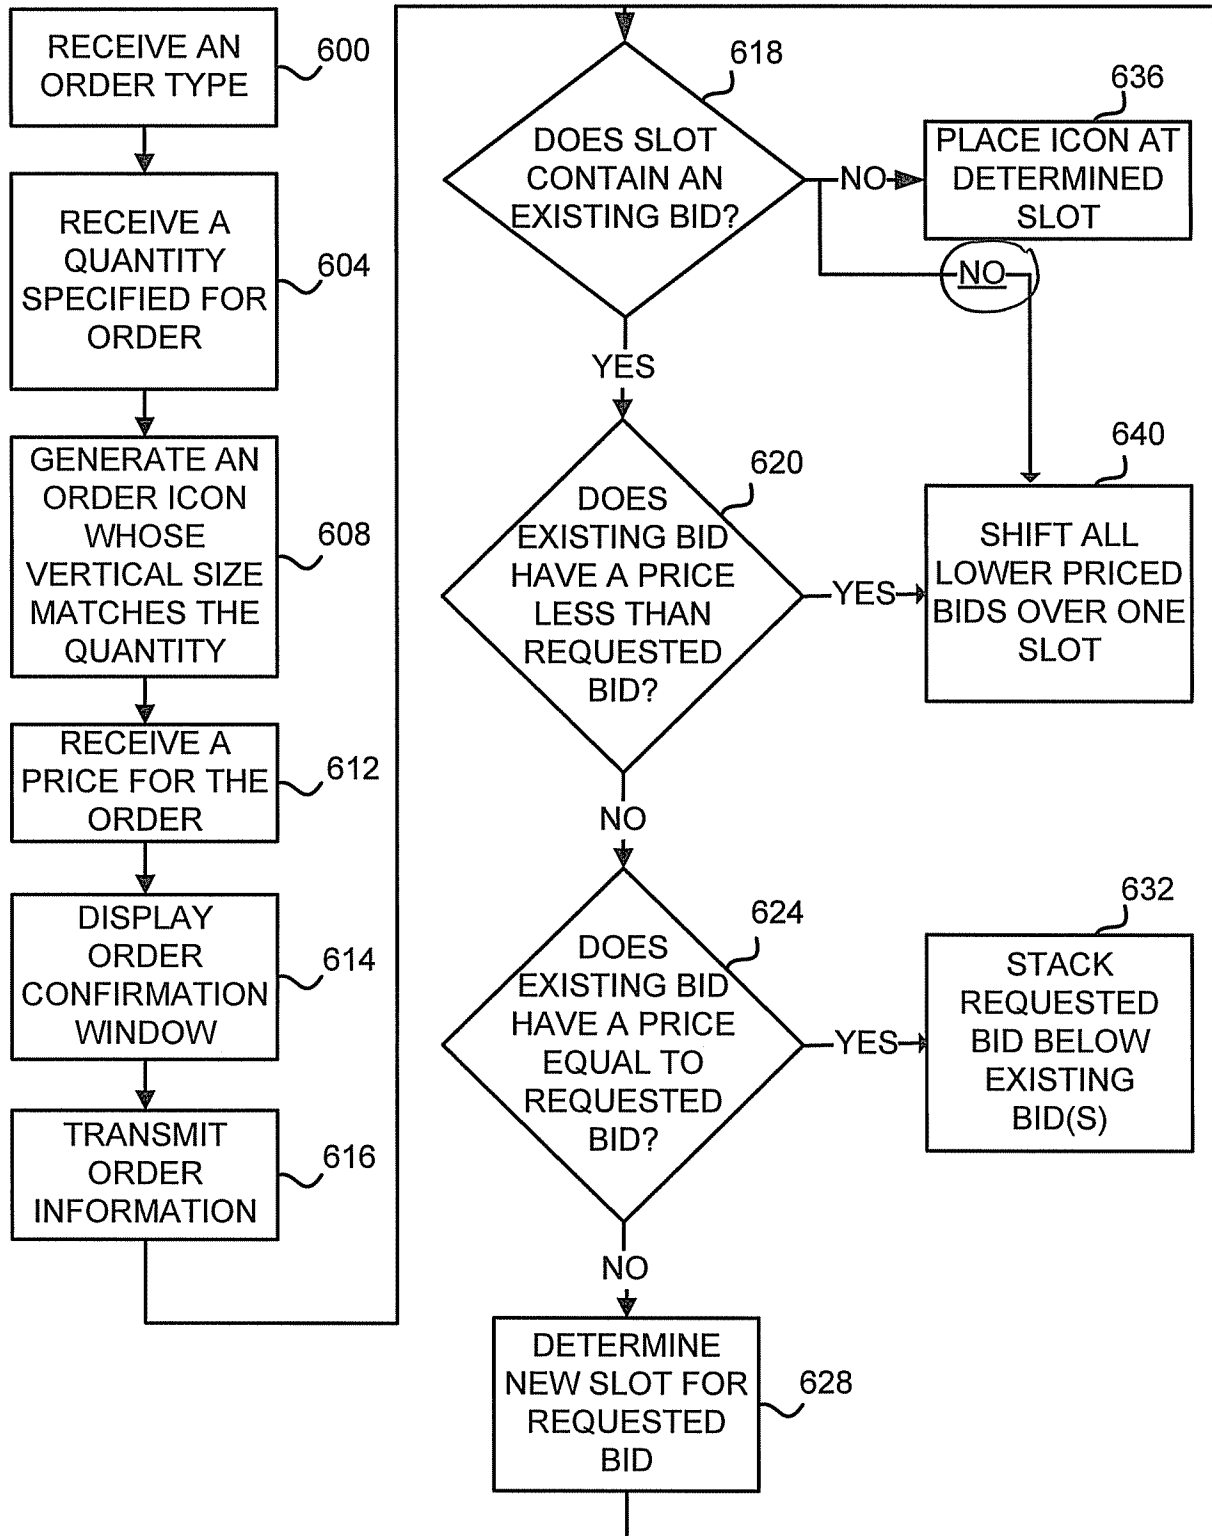 RECEIVE AN
ORDER TYPE
600
RECEIVE A
QUANTITY
SPECIFIED FOR
ORDER
604
GENERATE AN
ORDER ICON
WHOSE
VERTICAL SIZE
MATCHES THE
QUANTITY
608
RECEIVE A
PRICE FOR THE
ORDER
612
DISPLAY
ORDER
CONFIRMATION
WINDOW
614
TRANSMIT
ORDER
INFORMATION
616
618
DOES SLOT
CONTAIN AN
EXISTING BID?
NO
636
PLACE ICON AT
DETERMINED
SLOT
NO
YES
620
DOES
EXISTING BID
HAVE A PRICE
LESS THAN
REQUESTED
BID?
YES
640
SHIFT ALL
LOWER PRICED
BIDS OVER ONE
SLOT
NO
624
DOES
EXISTING BID
HAVE A PRICE
EQUAL TO
REQUESTED
BID?
YES
632
STACK
REQUESTED
BID BELOW
EXISTING
BID(S)
NO
DETERMINE
NEW SLOT FOR
REQUESTED
BID
628